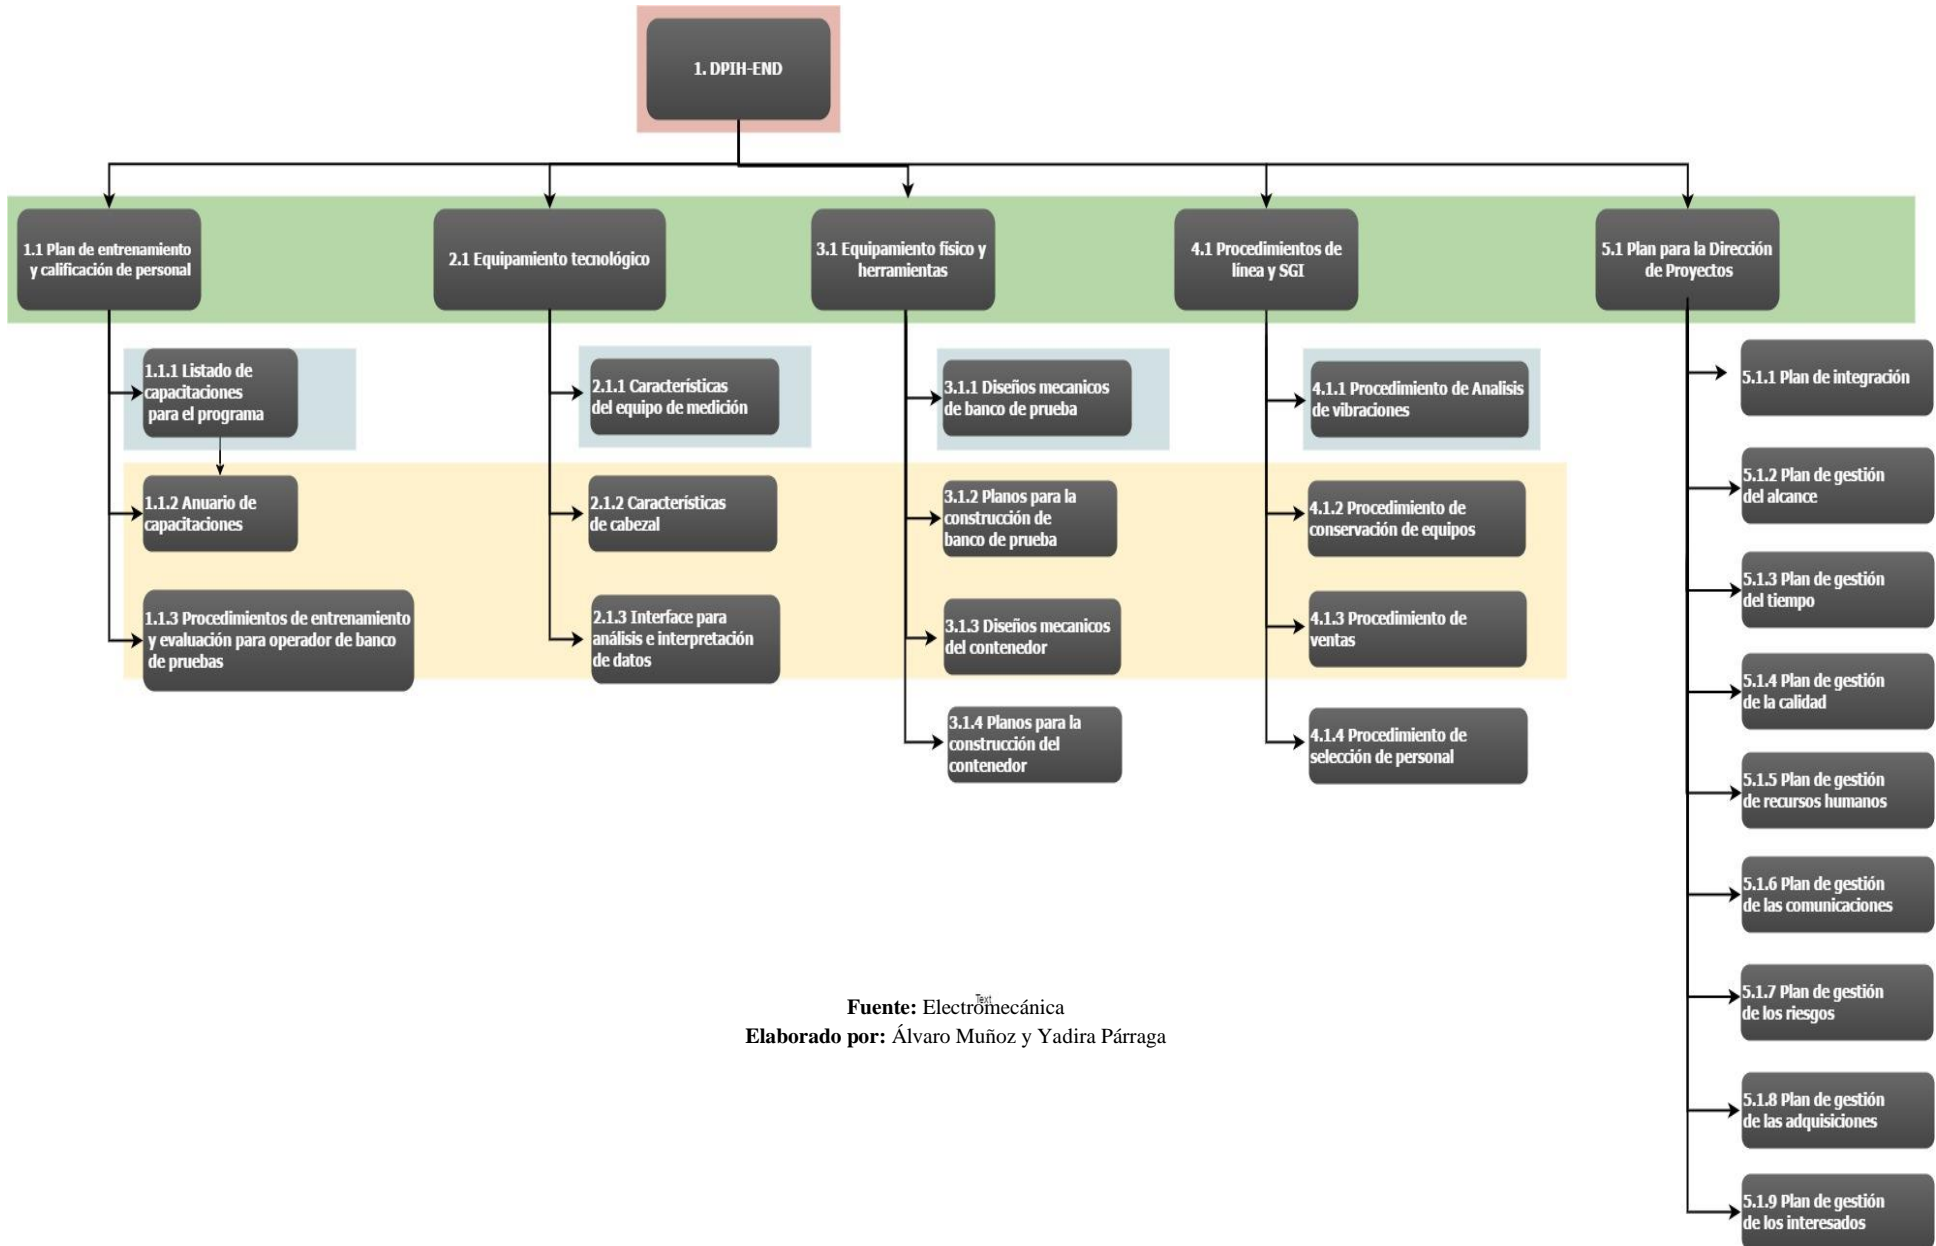 1. DPIH-END
1.1 Plan de entrenamiento
y calificación de personal
2.1 Equipamiento tecnológico
3.1 Equipamiento físico y
herramientas
4.1 Procedimientos de
línea y SGI
5.1 Plan para la Dirección
de Proyectos
1.1.1 Listado de
capacitaciones
para el programa
1.1.2 Anuario de
capacitaciones
1.1.3 Procedimientos de entrenamiento
y evaluación para operador de banco
de pruebas
2.1.1 Características
del equipo de medición
2.1.2 Características
de cabezal
2.1.3 Interface para
análisis e interpretación
de datos
3.1.1 Diseños mecanicos
de banco de prueba
3.1.2 Planos para la
construcción de
banco de prueba
3.1.3 Diseños mecanicos
del contenedor
3.1.4 Planos para la
construcción del
contenedor
4.1.1 Procedimiento de Analisis
de vibraciones
4.1.2 Procedimiento de
conservación de equipos
4.1.3 Procedimiento de
ventas
4.1.4 Procedimiento de
selección de personal
5.1.1 Plan de integración
5.1.2 Plan de gestión
del alcance
5.1.3 Plan de gestión
del tiempo
5.1.4 Plan de gestión
de la calidad
5.1.5 Plan de gestión
de recursos humanos
5.1.6 Plan de gestión
de las comunicaciones
5.1.7 Plan de gestión
de los riesgos
5.1.8 Plan de gestión
de las adquisiciones
5.1.9 Plan de gestión
de los interesados
Text
Fuente: Electromecánica
Elaborado por: Álvaro Muñoz y Yadira Párraga